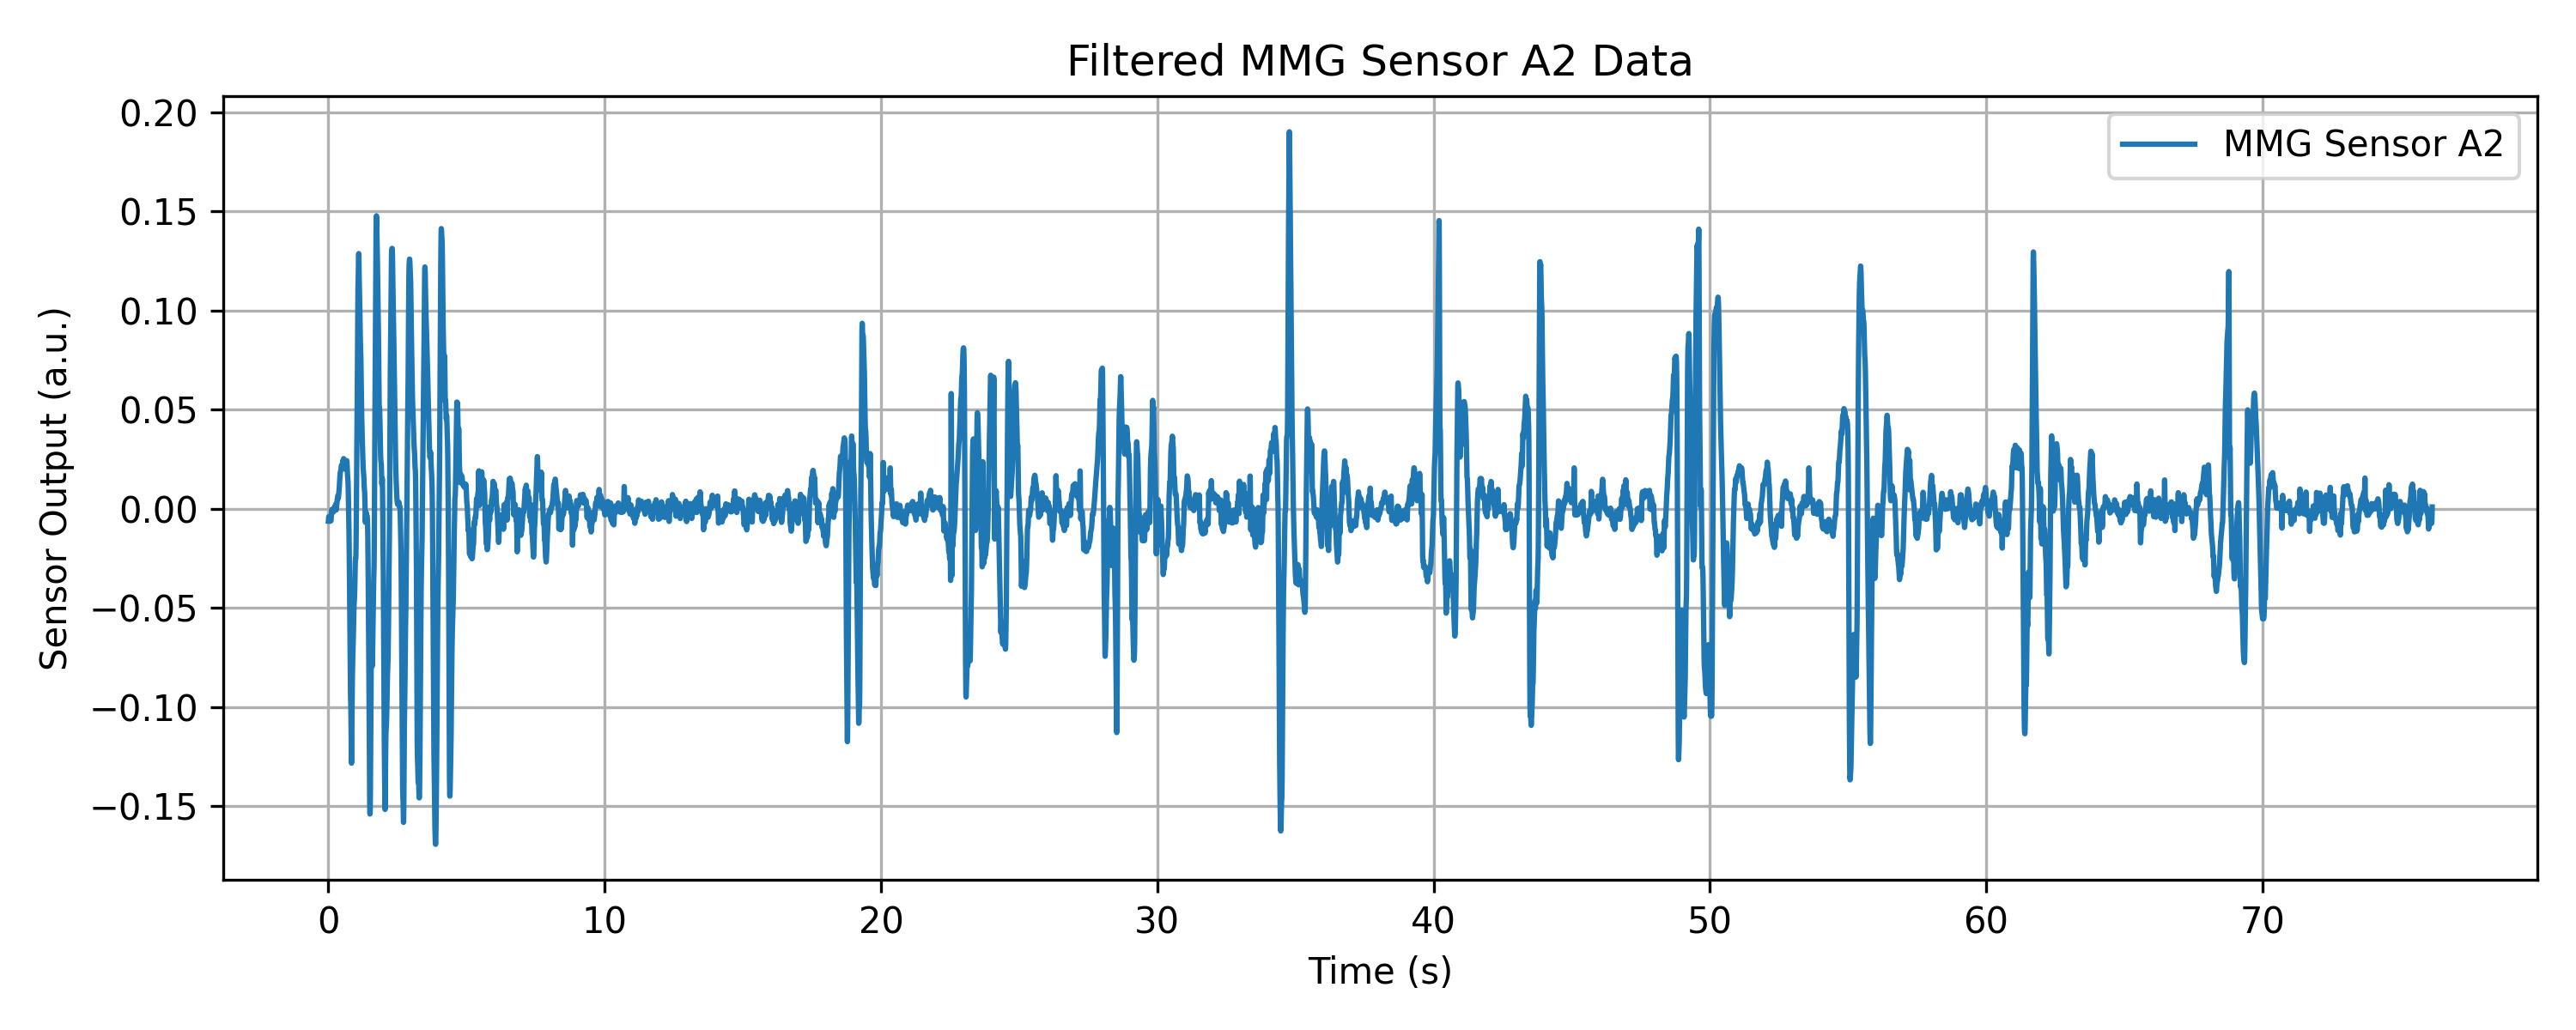 Filtered MMG Sensor A2 Data
MMG Sensor A2
Sensor Output (a.u.)
0.20
0.15
0.10
0.05
0.00
−0.05
−0.10
−0.15
0 10 20 30 40 50 60 70
Time (s)